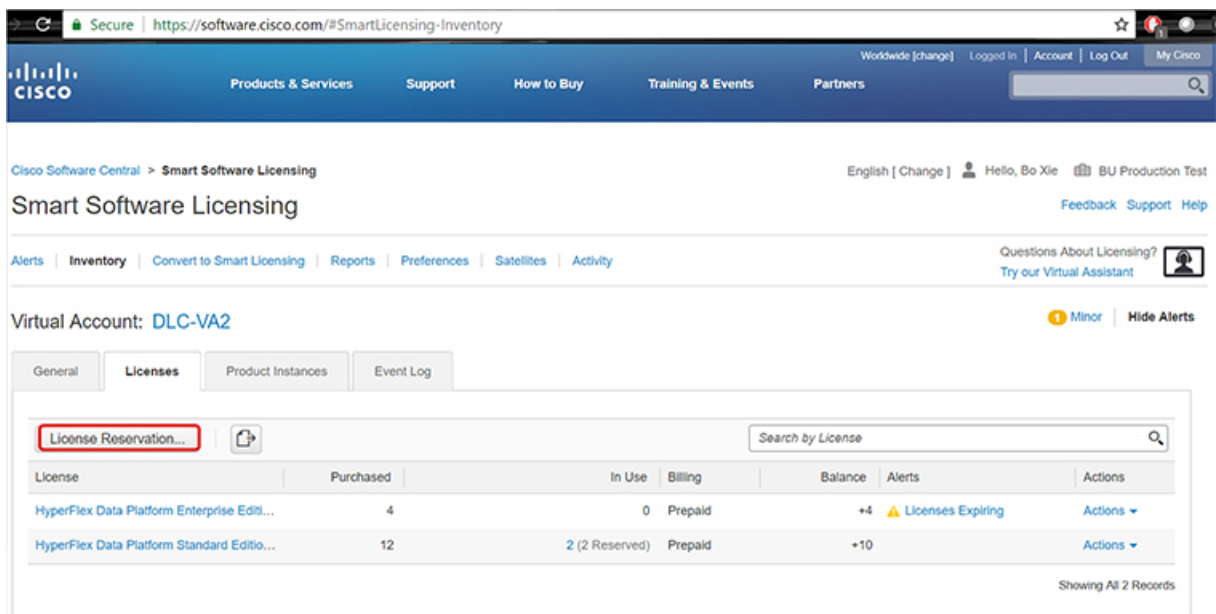 Secure | https://software.cisco.com/#SmartLicensing-Inventory
1
Worldwide [change] Logged In | Account | Log Out My Cisco
CISCO
Products & Services Support How to Buy Training & Events Partners
Cisco Software Central > Smart Software Licensing English [ Change ] Hello, Bo Xie BU Production Test
Smart Software Licensing Feedback Support Help
Alerts | Inventory | Convert to Smart Licensing | Reports | Preferences | Satellites | Activity
Questions About Licensing?
Try our Virtual Assistant
Virtual Account: DLC-VA2 1 Minor | Hide Alerts
General Licenses Product Instances Event Log
License Reservation... Search by License
License Purchased In Use Billing Balance Alerts Actions
HyperFlex Data Platform Enterprise Editi... 4 0 Prepaid +4 Licenses Expiring Actions
HyperFlex Data Platform Standard Editio... 12 2 (2 Reserved) Prepaid +10 Actions
Showing All 2 Records